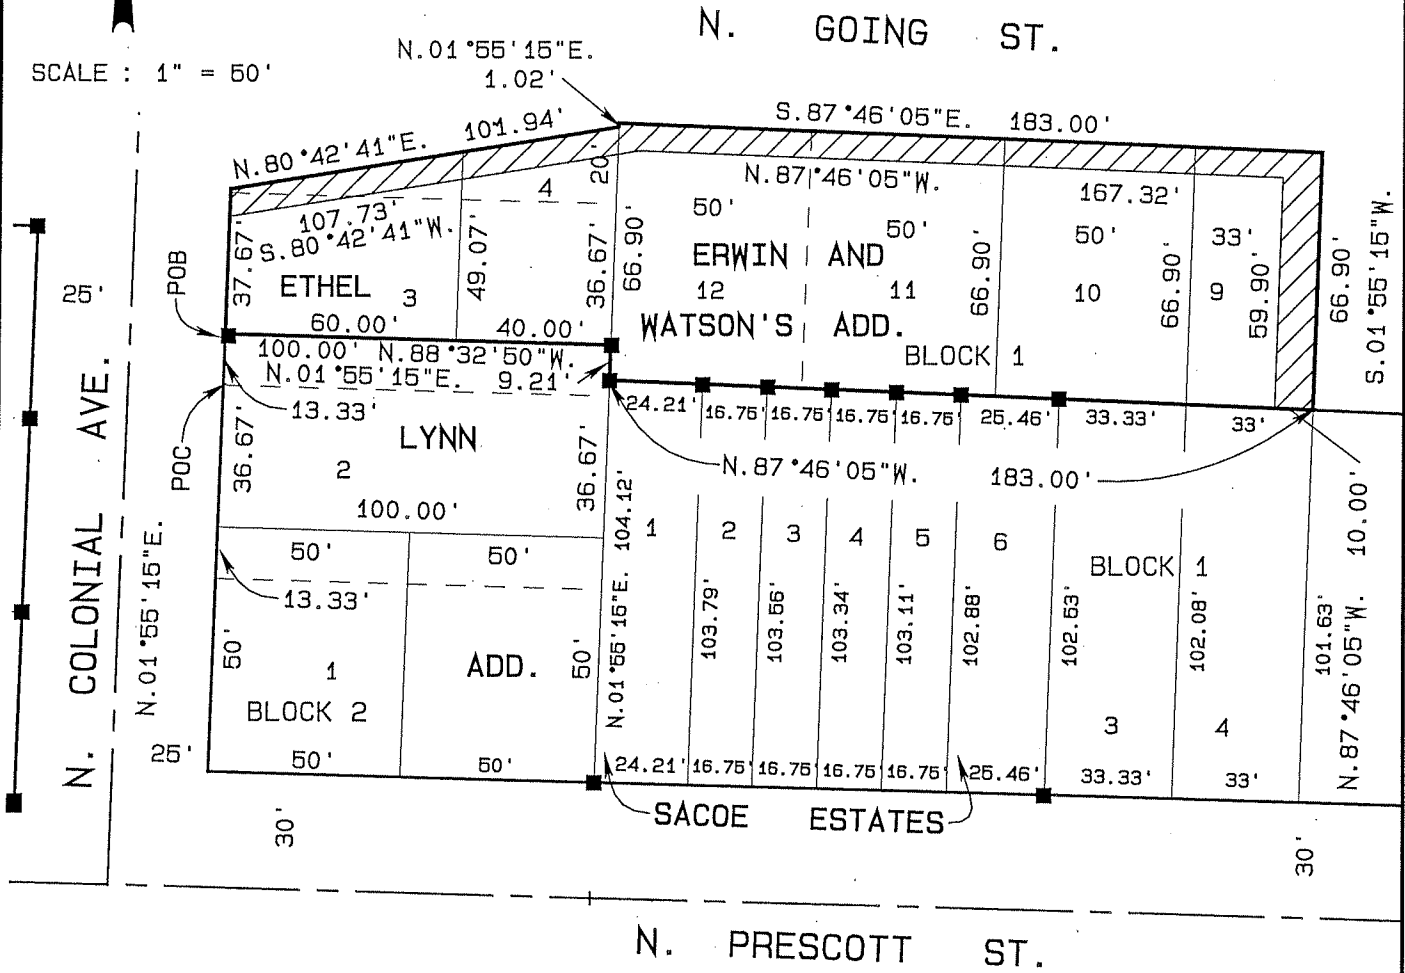 N. GOING ST.
SCALE : 1" = 50'
N.01°55'15"E.
1.02'
N.80°42'41"E. 101.94'
S.87°46'05"E. 183.00'
N.87°46'05"W.
167.32'
4
20'
107.73'
S.80°42'41"W.
37.67'
49.07'
36.67'
66.90'
50'
50'
50'
33'
ERWIN AND
12
11
10
9
66.90'
66.90'
59.90'
66.90'
S.01°55'15"W.
WATSON'S ADD.
BLOCK 1
POB
25'
ETHEL 3
60.00'
40.00'
100.00' N.88°32'50"W.
N.01°55'15"E. 9.21'
13.33'
POC
36.67'
LYNN
2
36.67'
100.00'
24.21' 16.75' 16.75' 16.75' 16.75' 25.46' 33.33' 33'
N.87°46'05"W. 183.00'
10.00'
N.87°46'05"W.
N. COLONIAL AVE.
N.01°55'15"E.
50'
50'
13.33'
50'
1
BLOCK 2
ADD.
50'
N.01°55'15"E. 104.12'
1
2
3
4
5
6
BLOCK 1
103.79'
103.56'
103.34'
103.11'
102.88'
102.53'
102.08'
101.63'
3
4
25'
50'
50'
24.21' 16.75' 16.75' 16.75' 16.75' 25.46' 33.33' 33'
SACOE ESTATES
30'
30'
N. PRESCOTT ST.